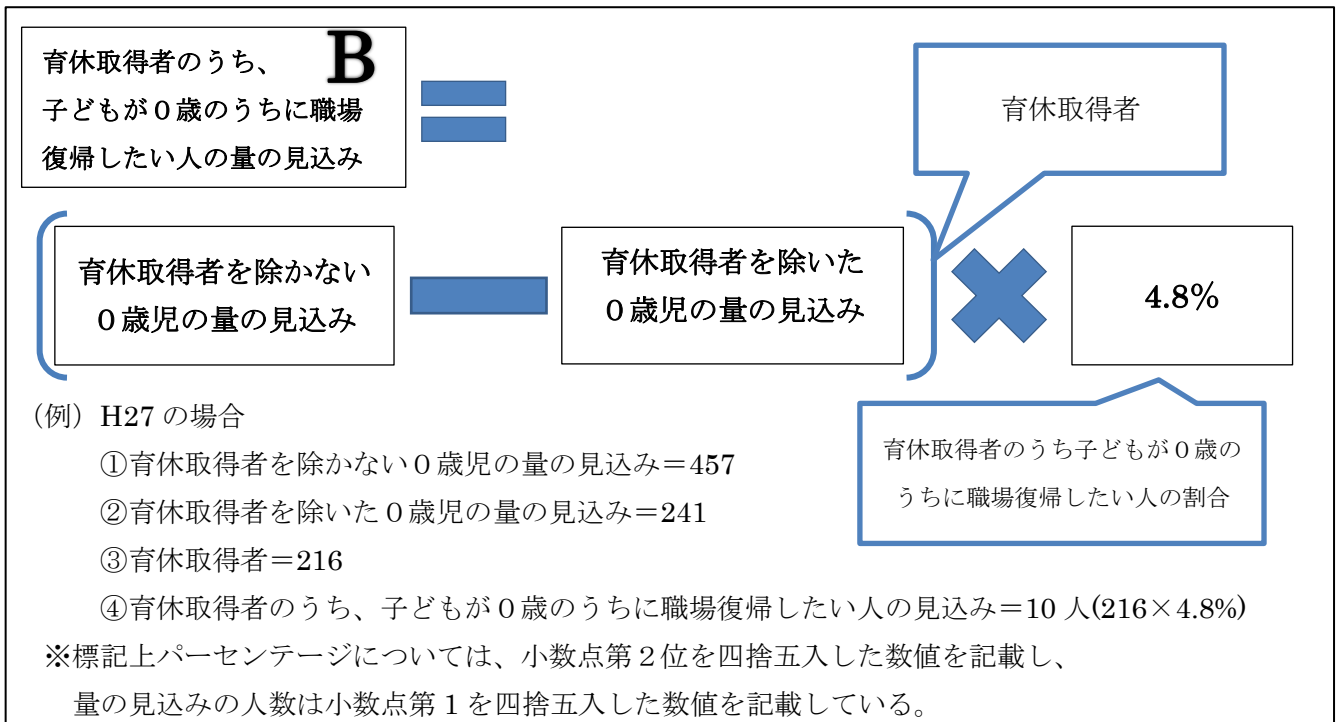 育休取得者のうち、 B
子どもが０歳のうちに職場
復帰したい人の量の見込み
育休取得者
育休取得者を除かない
０歳児の量の見込み
育休取得者を除いた
０歳児の量の見込み
4.8%
育休取得者のうち子どもが０歳の
うちに職場復帰したい人の割合
（例）H27 の場合
①育休取得者を除かない０歳児の量の見込み＝457
②育休取得者を除いた０歳児の量の見込み＝241
③育休取得者＝216
④育休取得者のうち、子どもが０歳のうちに職場復帰したい人の見込み＝10 人(216×4.8%)
※標記上パーセンテージについては、小数点第２位を四捨五入した数値を記載し、
量の見込みの人数は小数点第 1 を四捨五入した数値を記載している。